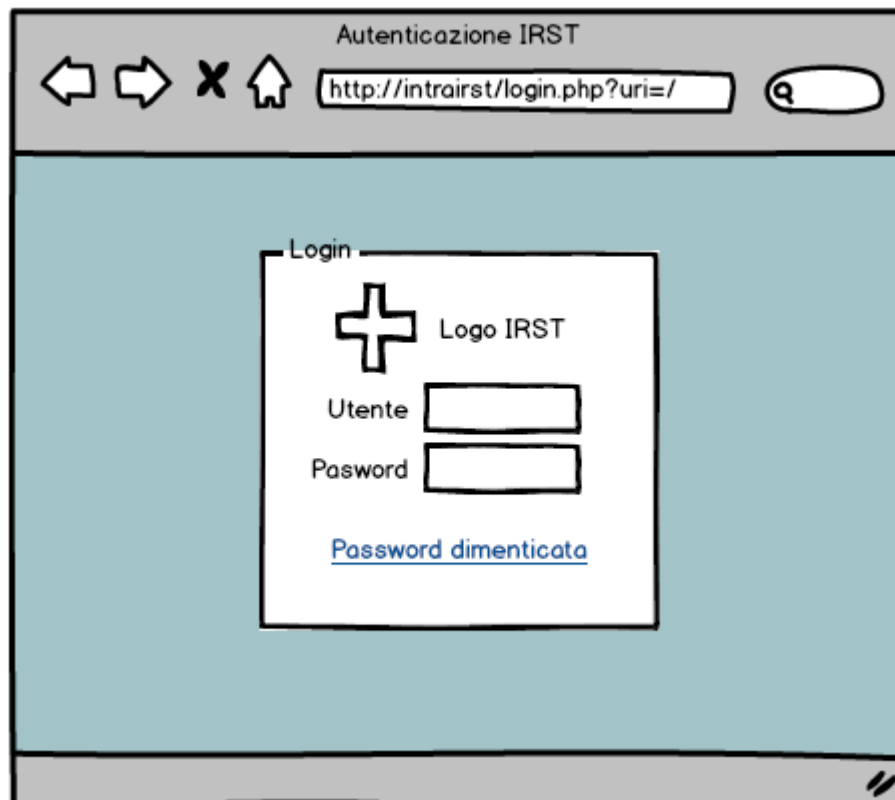 Autenticazione IRST
http://intrairst/login.php?uri=/
Login
Logo IRST
Utente
Pasword
Password dimenticata